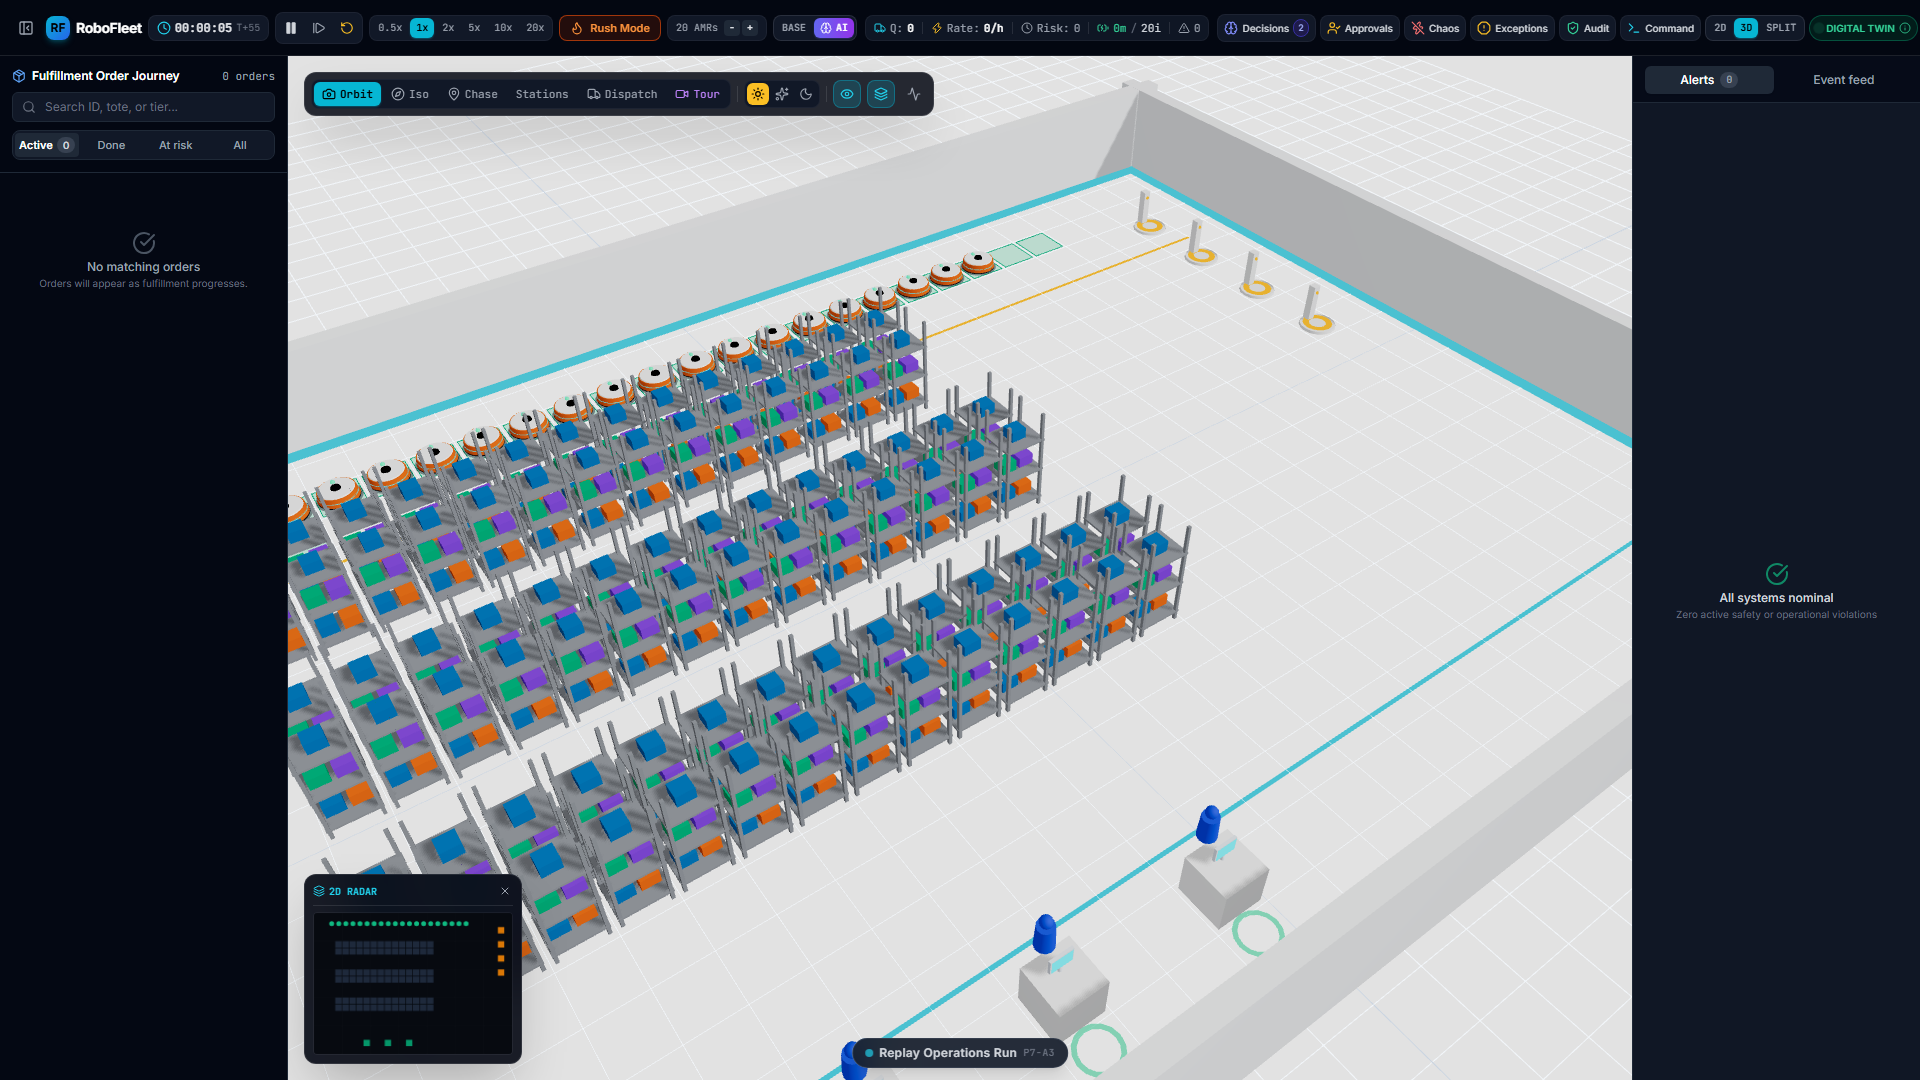 RF RoboFleet
00:00:05 T+55
0.5x 1x 2x 5x 10x 20x
Rush Mode
20 AMRs - +
BASE AI
Q: 0 Rate: 0/h Risk: 0 0m / 20i 0
Decisions 2
Approvals
Chaos
Exceptions
Audit
Command
2D 3D SPLIT
DIGITAL TWIN
Fulfillment Order Journey 0 orders
Search ID, tote, or tier...
Active 0 Done At risk All
No matching orders
Orders will appear as fulfillment progresses.
Orbit Iso Chase Stations Dispatch Tour
2D RADAR
Replay Operations Run P7-A3
Alerts 0 Event feed
All systems nominal
Zero active safety or operational violations